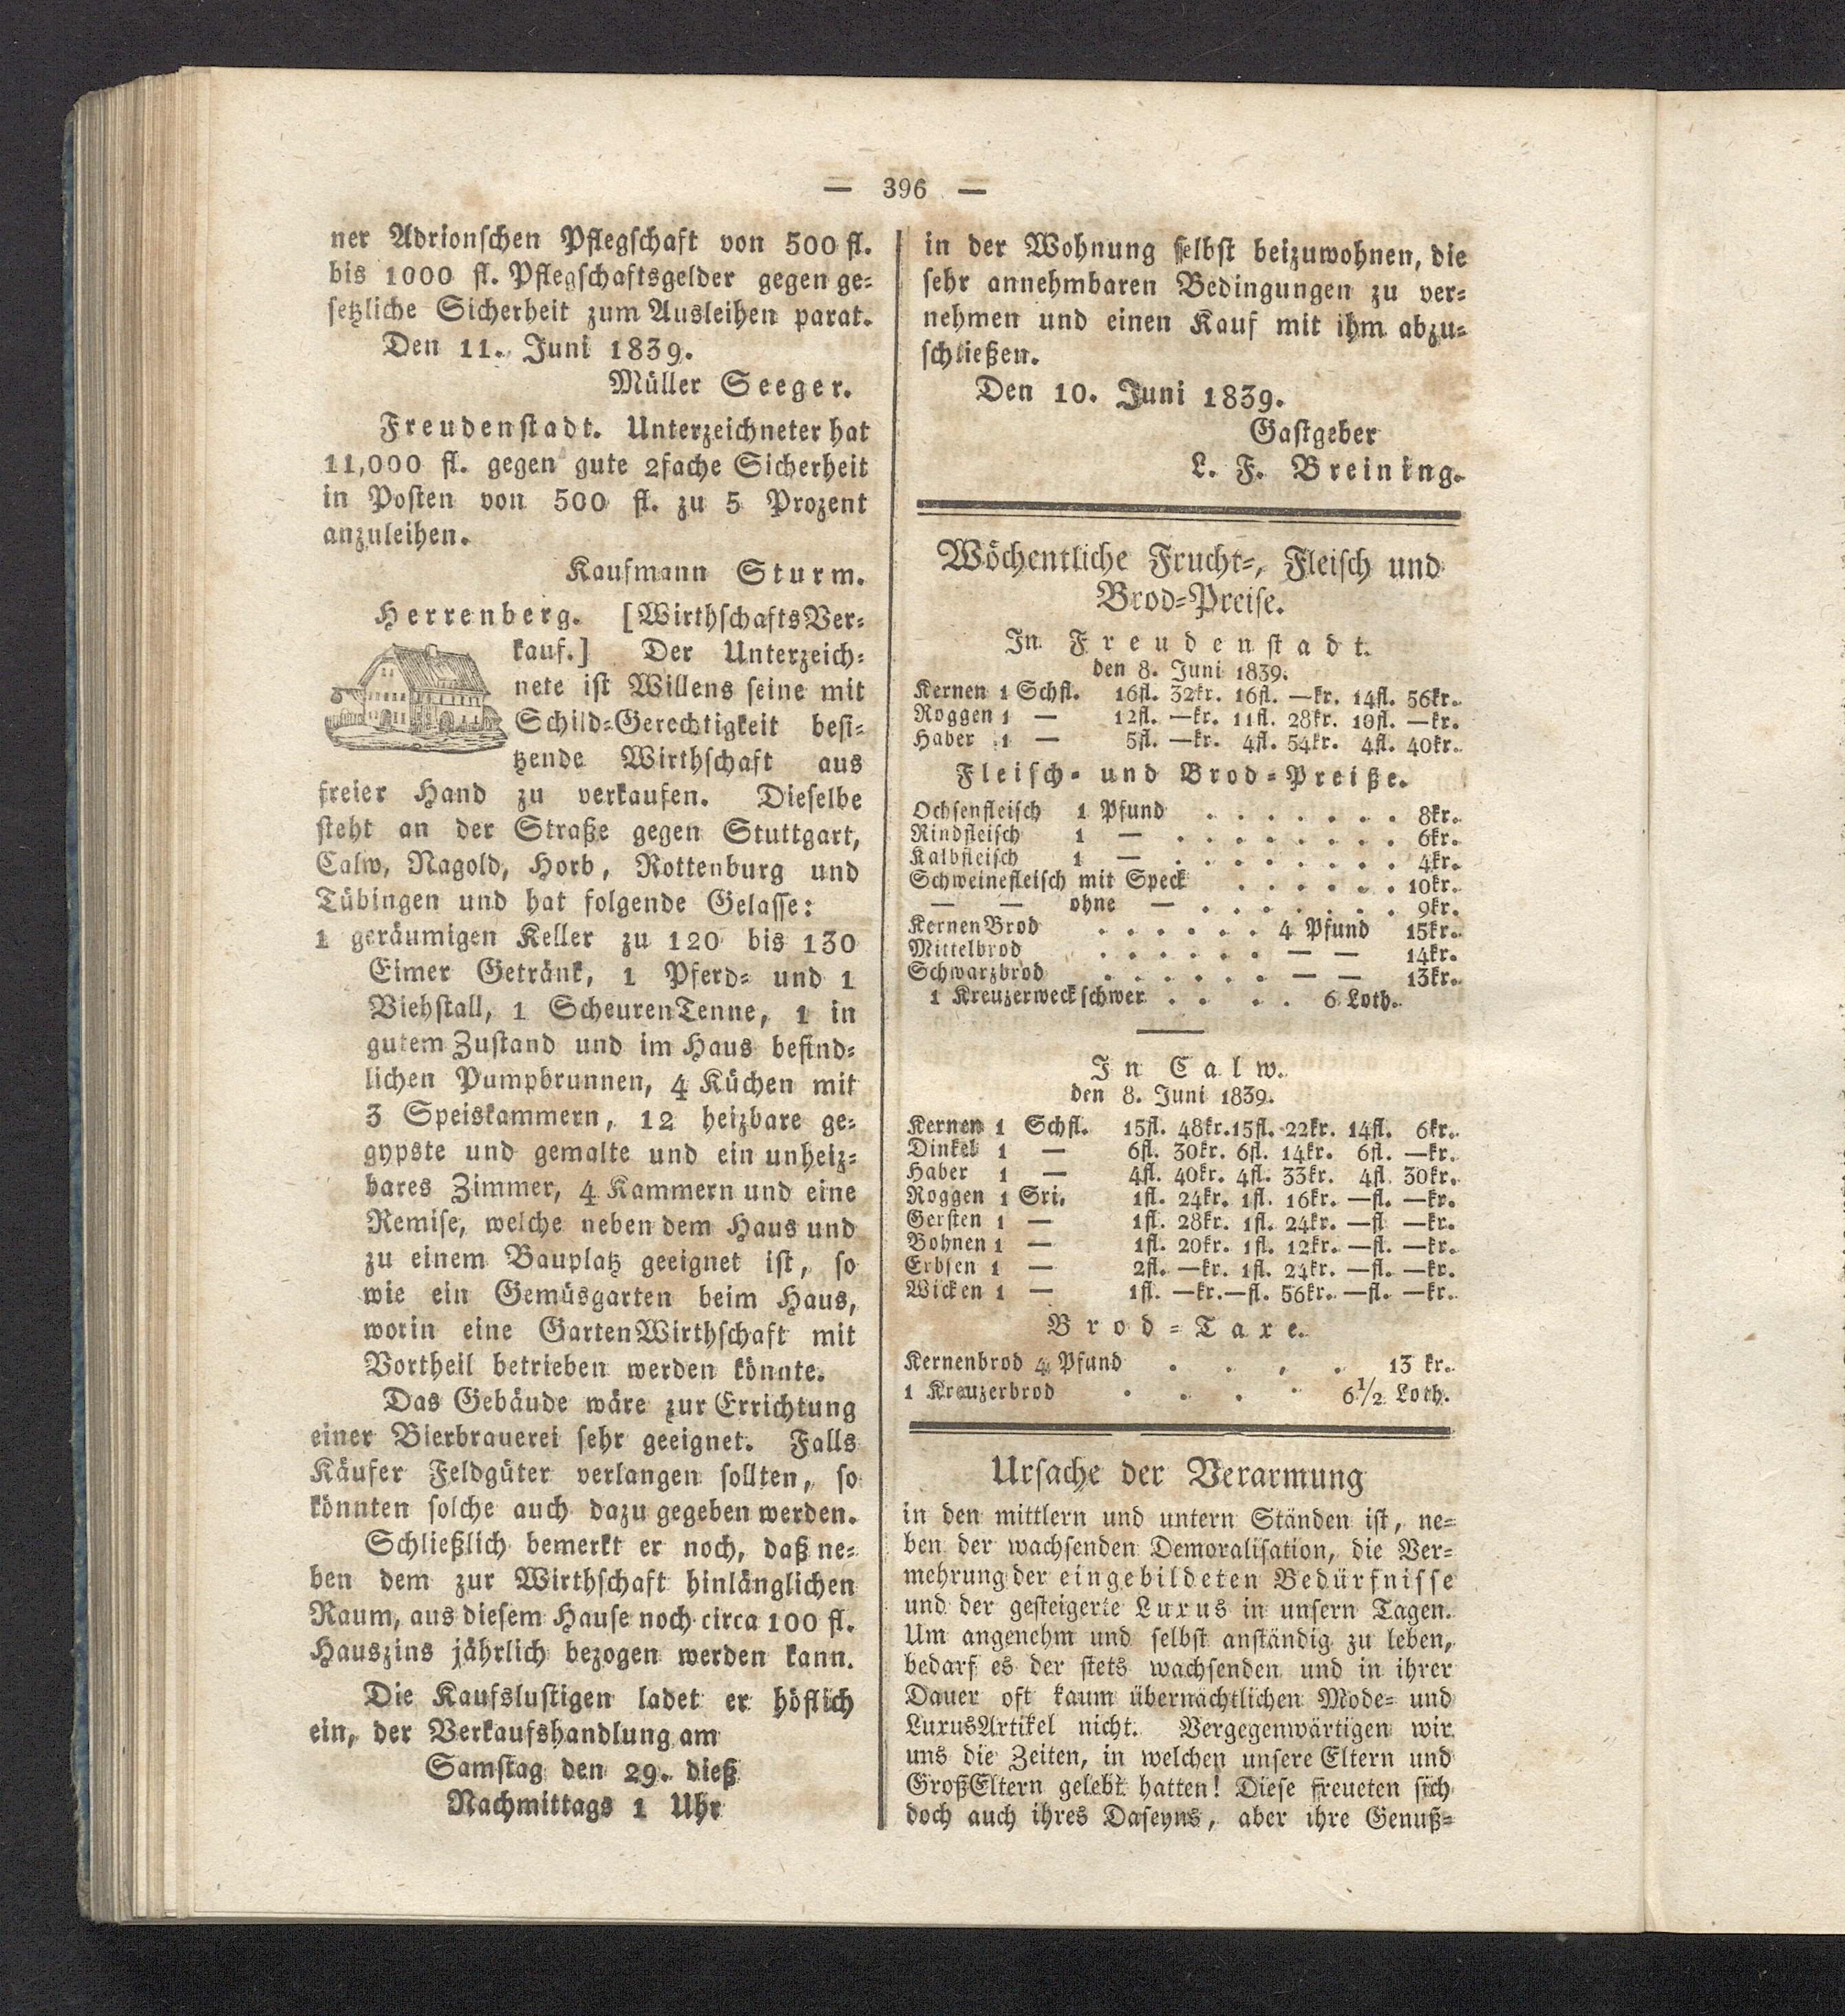 — 396 —
ner Adrionschen Pflegschaft von 500 fl.
bis 1000 fl. Pflegschaftsgelder gegen ge-
setzliche Sicherheit zum Ausleihen parat.
Den 11. Juni 1839.
Müller Seeger.
Freudenstadt. Unterzeichneter hat
11,000 fl. gegen gute 2fache Sicherheit
in Posten von 500 fl. zu 5 Prozent
anzuleihen.
Kaufmann Sturm.
Herrenberg. [WirthschaftsVer-
kauf.] Der Unterzeich-
nete ist Willens seine mit
Schild-Gerechtigkeit besi-
tzende Wirthschaft aus
freier Hand zu verkaufen. Dieselbe
steht an der Straße gegen Stuttgart,
Calw, Nagold, Horb, Rottenburg und
Tübingen und hat folgende Gelasse:
1 geräumigen Keller zu 120 bis 130
Eimer Getränk, 1 Pferd- und 1
Viehstall, 1 ScheurenTenne, 1 in
gutem Zustand und im Haus befind-
lichen Pumpbrunnen, 4 Küchen mit
3 Speiskammern, 12 heizbare ge-
gypste und gemalte und ein unheiz-
bares Zimmer, 4 Kammern und eine
Remise, welche neben dem Haus und
zu einem Bauplatz geeignet ist, so
wie ein Gemüsgarten beim Haus,
worin eine GartenWirthschaft mit
Vortheil betrieben werden könnte.
Das Gebäude wäre zur Errichtung
einer Bierbrauerei sehr geeignet. Falls
Käufer Feldgüter verlangen sollten, so
könnten solche auch dazu gegeben werden.
Schließlich bemerkt er noch, daß ne-
ben dem zur Wirthschaft hinlänglichen
Raum, aus diesem Hause noch circa 100 fl.
Hauszins jährlich bezogen werden kann.
Die Kaufslustigen ladet er höflich
ein, der Verkaufshandlung am
Samstag den 29. dieß
Nachmittags 1 Uhr
in der Wohnung selbst beizuwohnen, die
sehr annehmbaren Bedingungen zu ver-
nehmen und einen Kauf mit ihm abzu-
schließen.
Den 10. Juni 1839.
Gastgeber
L. F. Breining.
Wöchentliche Frucht-, Fleisch und
Brod-Preise.
In Freudenstadt.
den 8. Juni 1839.
Kernen 1 Schfl. 16fl. 32kr. 16fl. —kr. 14fl. 56kr.
Roggen 1 — 12fl. —kr. 11fl. 28kr. 10fl. —kr.
Haber 1 — 5fl. —kr. 4fl. 54kr. 4fl. 40kr.
Fleisch- und Brod-Preiße.
Ochsenfleisch 1 Pfund . . . . . . . 8kr.
Rindfleisch 1 — . . . . . . . . 6kr.
Kalbfleisch 1 — . . . . . . . . 4kr.
Schweinefleisch mit Speck . . . . . . 10kr.
— — ohne — . . . . . . . 9kr.
KernenBrod . . . . . . 4 Pfund 15kr.
Mittelbrod . . . . . . — — 14kr.
Schwarzbrod . . . . . . — — 13kr.
1 Kreuzerweck schwer . . . . 6 Loth.
In Calw.
den 8. Juni 1839.
Kernen 1 Schfl. 15fl. 48kr. 15fl. 22kr. 14fl. 6kr.
Dinkel 1 — 6fl. 30kr. 6fl. 14kr. 6fl. —kr.
Haber 1 — 4fl. 40kr. 4fl. 33kr. 4fl. 30kr.
Roggen 1 Sri. 1fl. 24kr. 1fl. 16kr. —fl. —kr.
Gersten 1 — 1fl. 28kr. 1fl. 24kr. —fl —kr.
Bohnen 1 — 1fl. 20kr. 1fl. 12kr. —fl. —kr.
Erbsen 1 — 2fl. —kr. 1fl. 24kr. —fl. —kr.
Wicken 1 — 1fl. —kr. —fl. 56kr. —fl. —kr.
Brod-Taxe.
Kernenbrod 4 Pfund . . . . 13 kr.
1 Kreuzerbrod . . . . 6 1/2 Loth.
Ursache der Verarmung
in den mittlern und untern Ständen ist, ne-
ben der wachsenden Demoralisation, die Ver-
mehrung der eingebildeten Bedürfnisse
und der gesteigerte Luxus in unsern Tagen.
Um angenehm und selbst anständig zu leben,
bedarf es der stets wachsenden und in ihrer
Dauer oft kaum übernächtlichen Mode- und
LuxusArtikel nicht. Vergegenwärtigen wir
uns die Zeiten, in welchen unsere Eltern und
GroßEltern gelebt hatten! Diese freueten sich
doch auch ihres Daseyns, aber ihre Genuß-